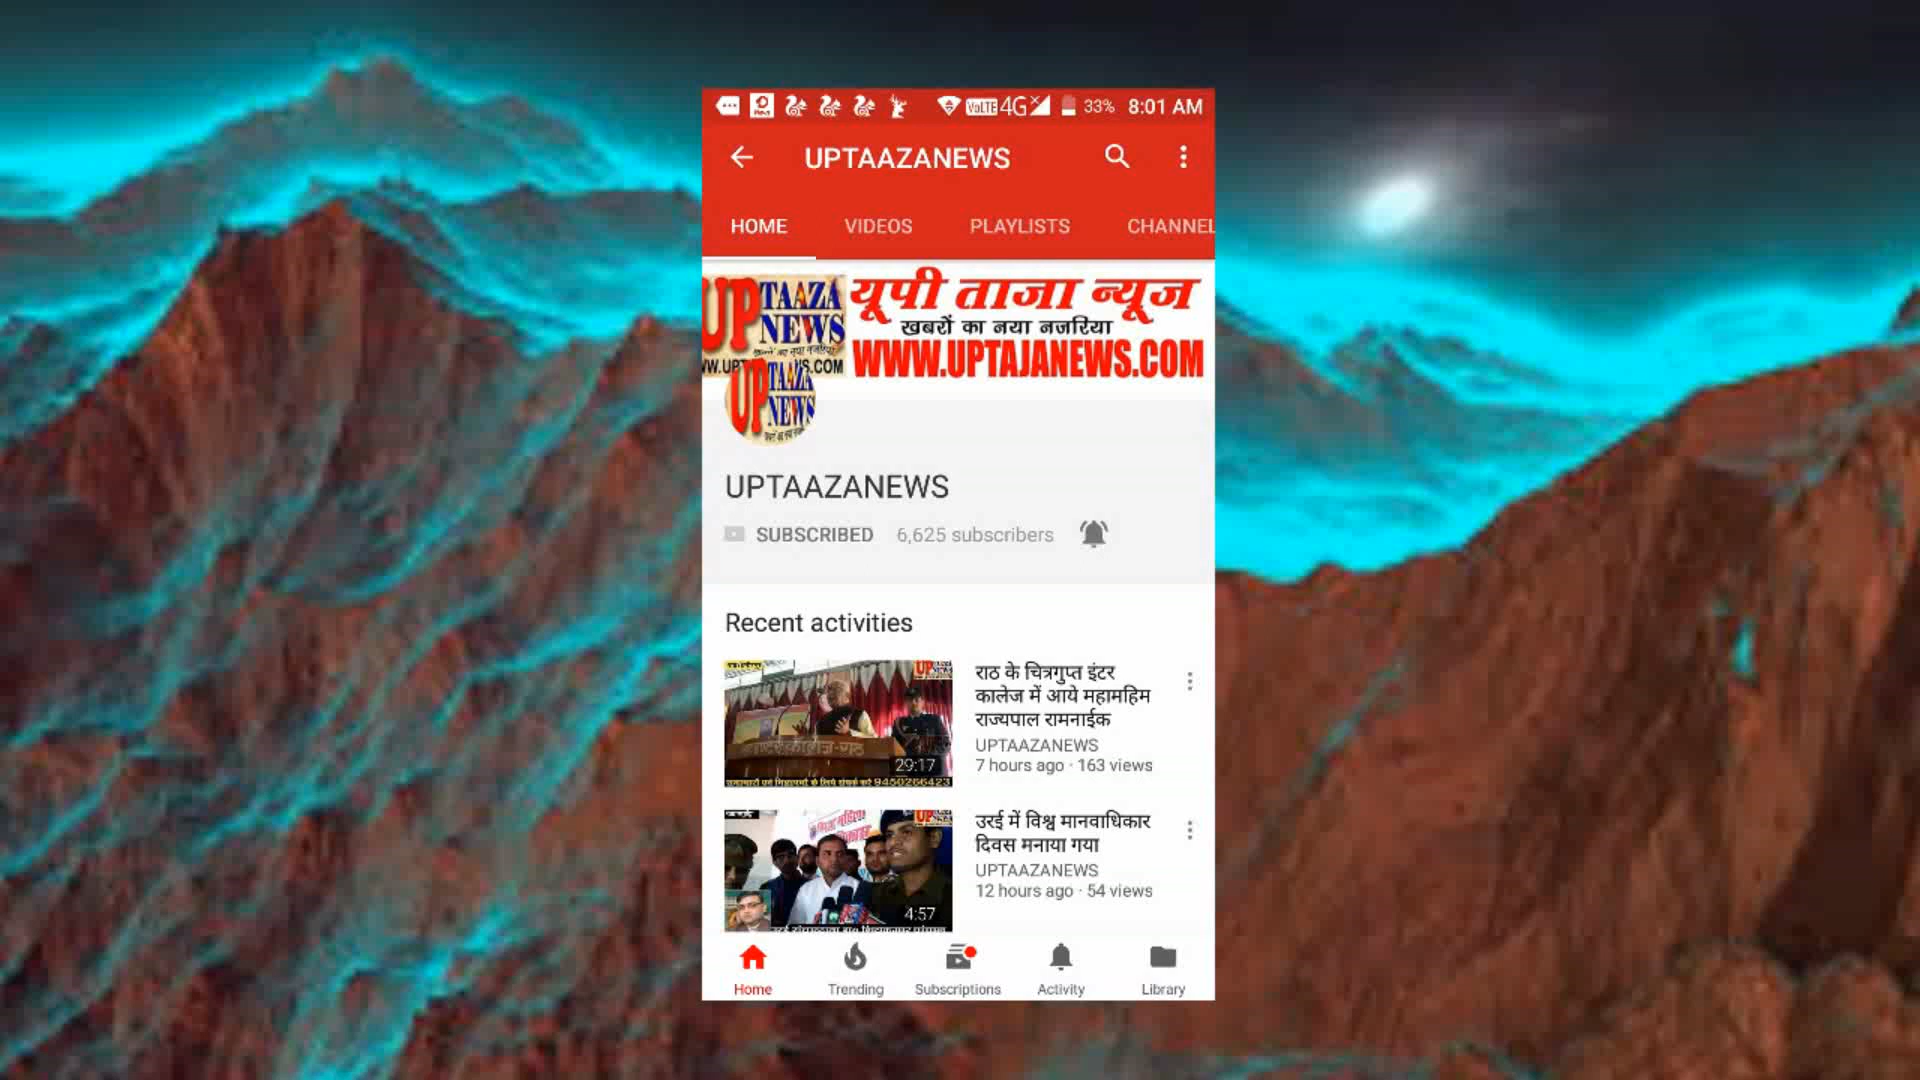 VoLTE 4G 33% 8:01 AM
UPTAAZANEWS
HOME VIDEOS PLAYLISTS CHANNEL
UP TAAZA NEWS
यूपी ताजा न्यूज
खबरों का नया नजरिया
WWW.UPTAJANEWS.COM
UP TAAZA NEWS
UPTAAZANEWS
SUBSCRIBED 6,625 subscribers
Recent activities
राठ के चित्रगुप्त इंटर
कालेज में आये महामहिम
राज्यपाल रामनाईक
UPTAAZANEWS
7 hours ago · 163 views
29:17
उरई में विश्व मानवाधिकार
दिवस मनाया गया
UPTAAZANEWS
12 hours ago · 54 views
4:57
Home Trending Subscriptions Activity Library